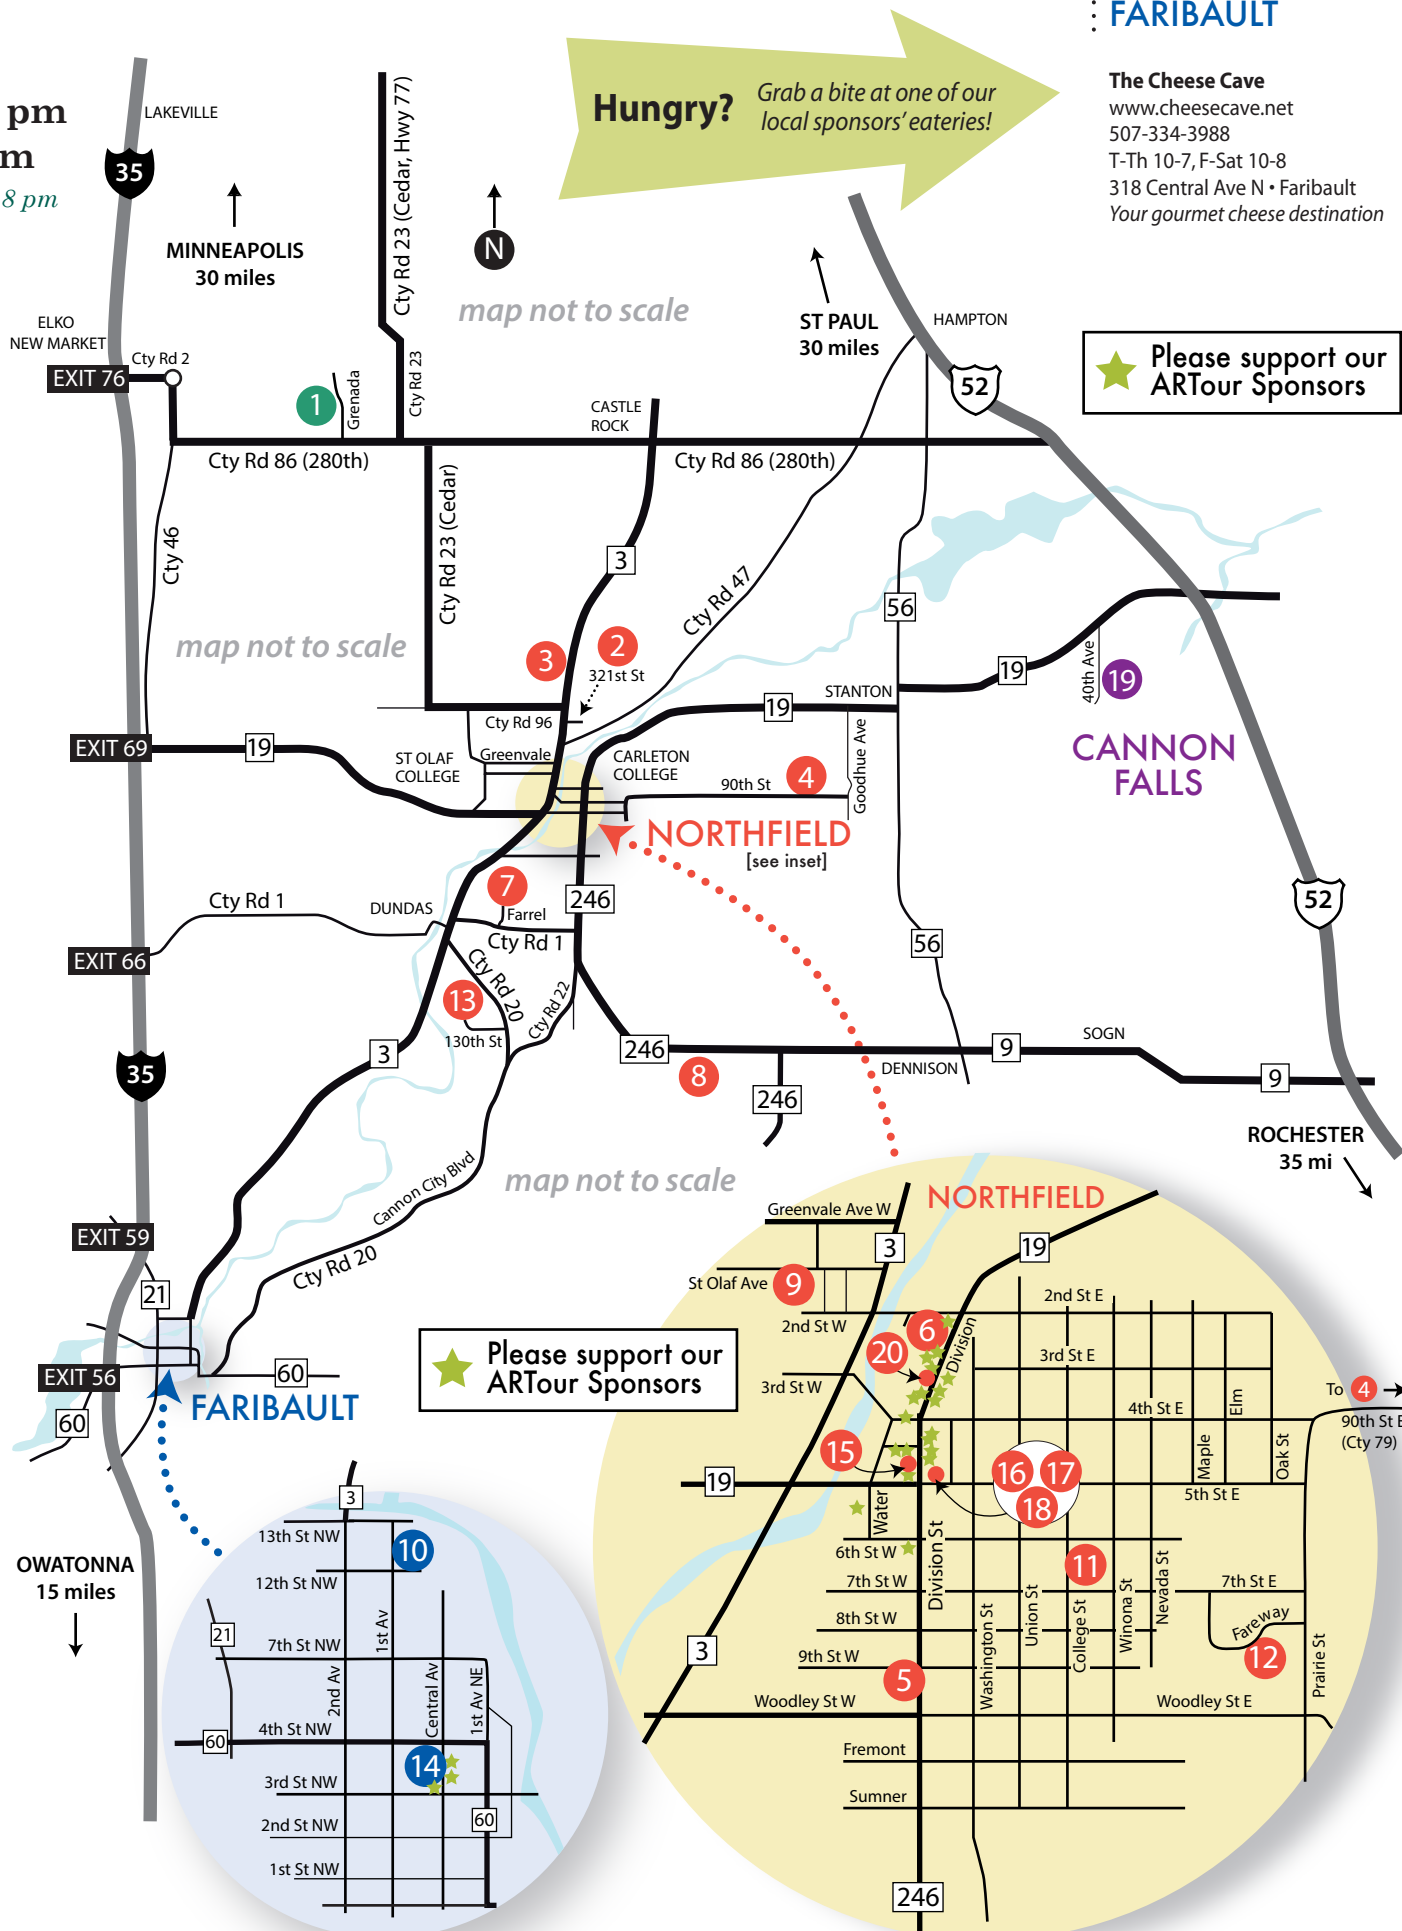 FARIBAULT
The Cheese Cave
www.cheesecave.net
507-334-3988
T-Th 10-7, F-Sat 10-8
318 Central Ave N • Faribault
Your gourmet cheese destination
Hungry?
Grab a bite at one of our
local sponsors' eateries!
pm
m
8 pm
LAKEVILLE
35
MINNEAPOLIS
30 miles
Cty Rd 23 (Cedar, Hwy 77)
N
map not to scale
ST PAUL
30 miles
HAMPTON
52
Please support our
ARTour Sponsors
ELKO
NEW MARKET
Cty Rd 2
EXIT 76
1
Grenada
Cty Rd 23
CASTLE
ROCK
Cty Rd 86 (280th)
Cty Rd 86 (280th)
Cty 46
Cty Rd 23 (Cedar)
3
Cty Rd 47
56
map not to scale
3
2
321st St
19
40th Ave
19
STANTON
19
CANNON
FALLS
Cty Rd 96
Greenvale
EXIT 69
19
ST OLAF
COLLEGE
CARLETON
COLLEGE
90th St
4
Goodhue Ave
NORTHFIELD
[see inset]
7
Farrel
246
52
Cty Rd 1
DUNDAS
Cty Rd 1
56
EXIT 66
Cty Rd 20
13
130th St
Cty Rd 22
3
35
246
8
246
DENNISON
9
SOGN
9
ROCHESTER
35 mi
map not to scale
Cannon City Blvd
Cty Rd 20
EXIT 59
21
EXIT 56
60
60
FARIBAULT
Please support our
ARTour Sponsors
OWATONNA
15 miles
NORTHFIELD
Greenvale Ave W
3
19
St Olaf Ave
9
2nd St E
2nd St W
6
20
Division
3rd St E
3rd St W
4th St E
Elm
To 4
90th St E
(Cty 79)
15
Maple
Oak St
16
17
18
19
5th St E
Water
6th St W
Division St
11
7th St W
7th St E
Nevada St
Winona St
College St
Union St
Washington St
8th St W
Fareway
12
9th St W
5
Prairie St
3
Woodley St W
Woodley St E
Fremont
Sumner
246
3
13th St NW
10
12th St NW
21
1st Av
7th St NW
2nd Av
Central Av
1st Av NE
4th St NW
60
14
3rd St NW
60
2nd St NW
1st St NW